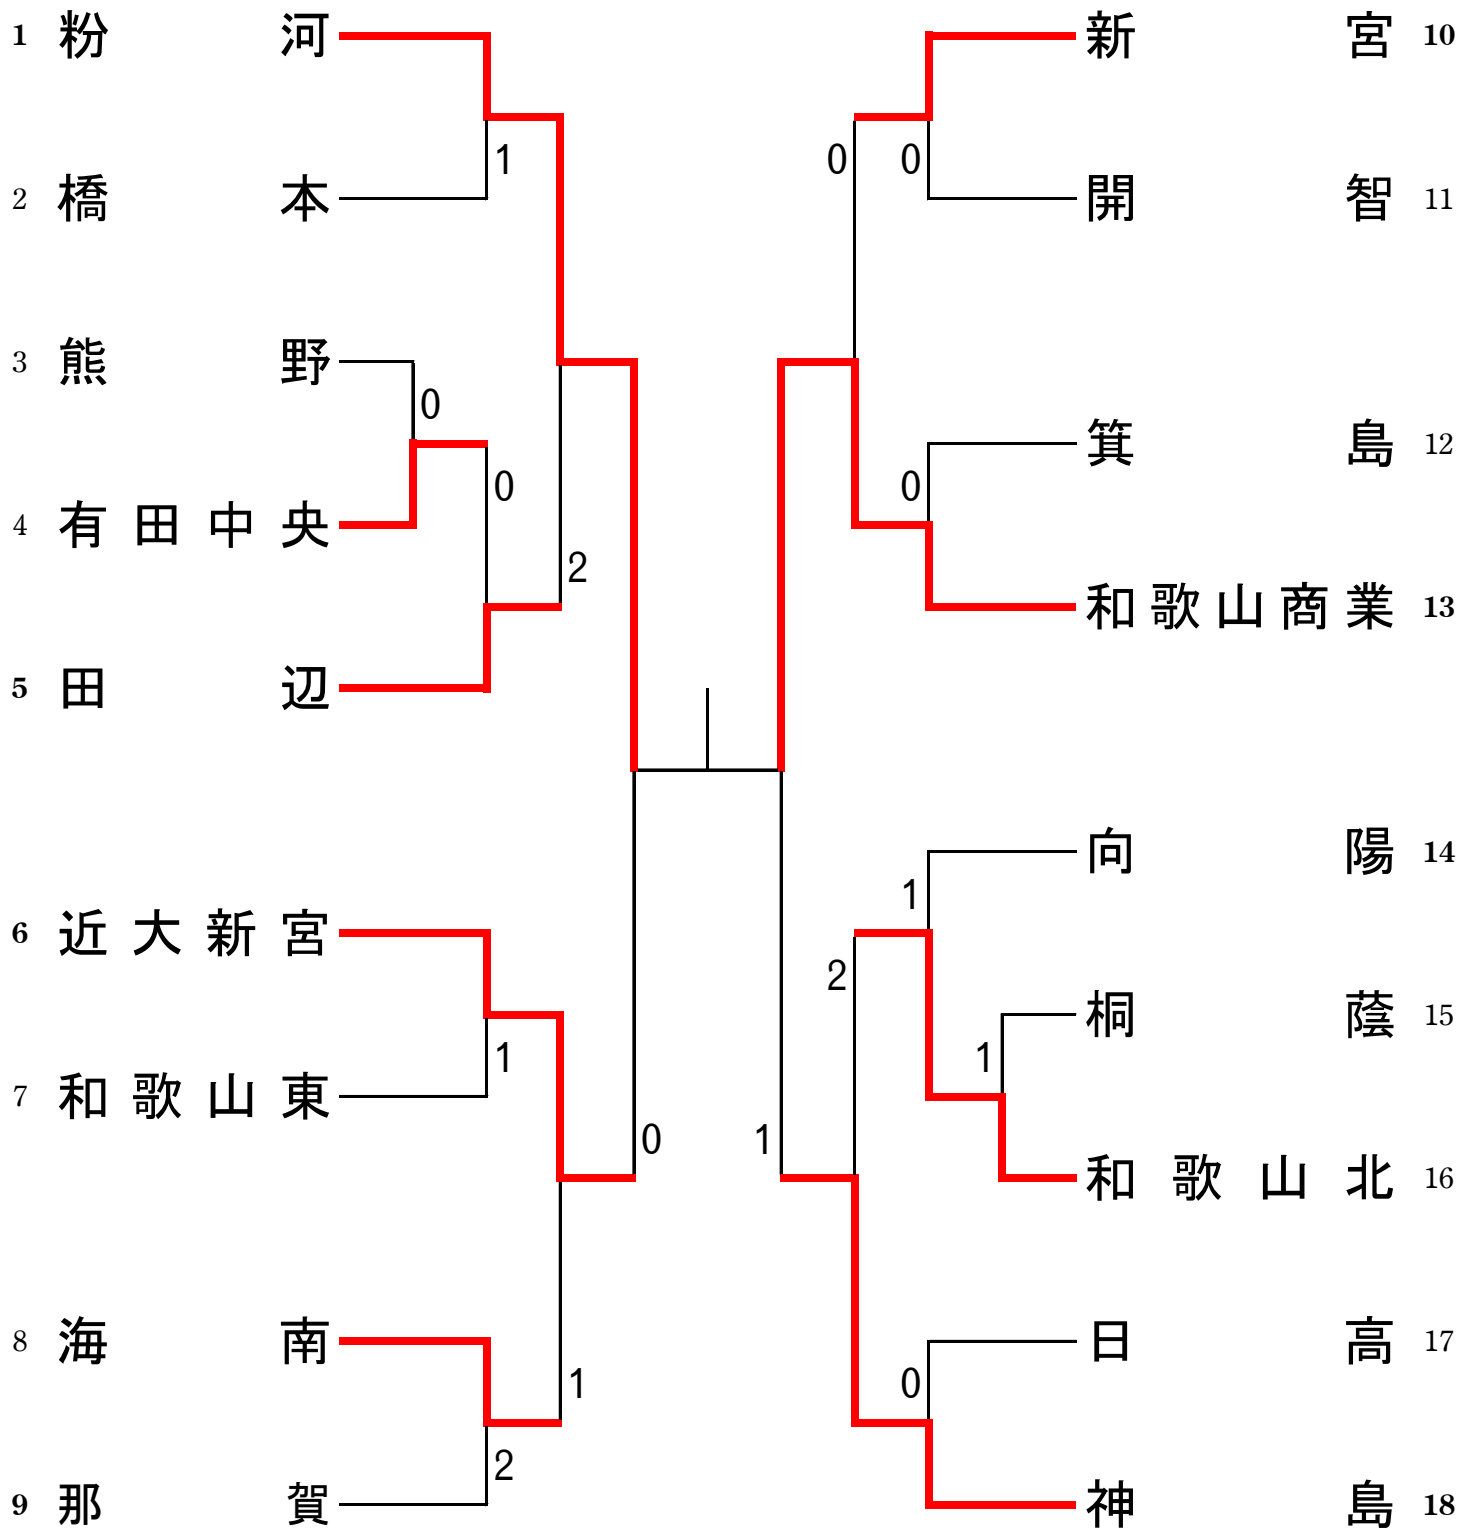 1 粉河
1
2 橋本
3 熊野
0
0
4 有田中央
2
5 田辺
6 近大新宮
1
7 和歌山東
0
8 海南
1
2
9 那賀
新宮 10
0 0
開智 11
箕島 12
0
和歌山商業 13
向陽 14
1
2
桐蔭 15
1
1
和歌山北 16
日高 17
0
神島 18